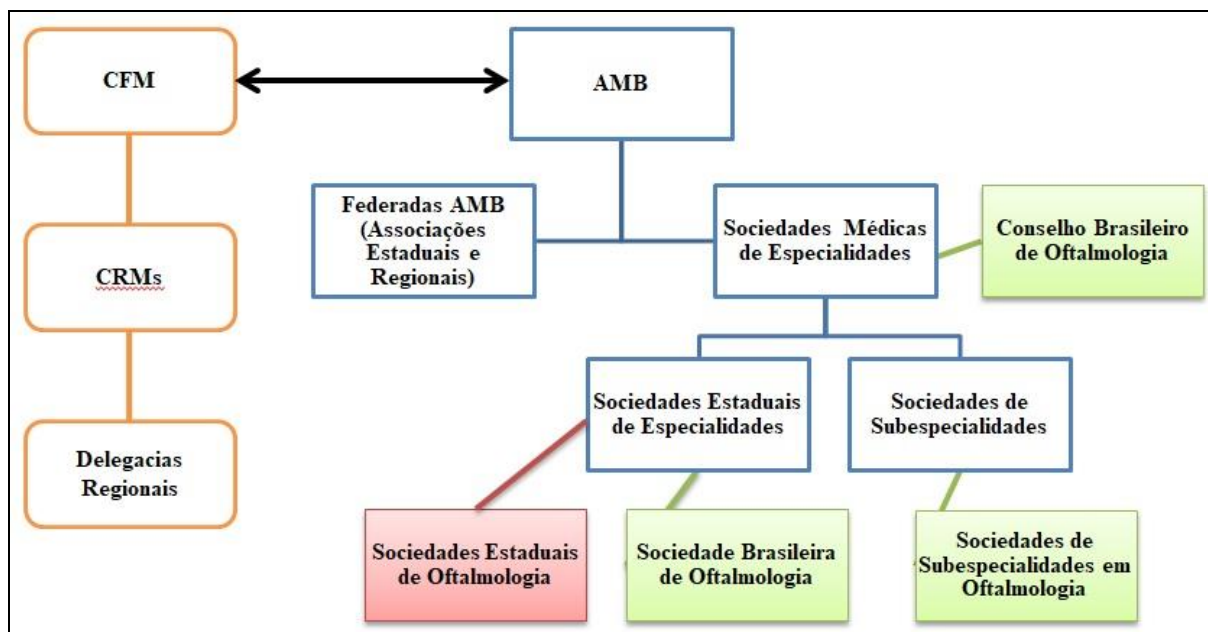 CFM
AMB
Federadas AMB
(Associações
Estaduais e
Regionais)
Sociedades Médicas
de Especialidades
Conselho Brasileiro
de Oftalmologia
CRMs
Sociedades Estaduais
de Especialidades
Sociedades de
Subespecialidades
Delegacias
Regionais
Sociedades Estaduais
de Oftalmologia
Sociedade Brasileira
de Oftalmologia
Sociedades de
Subespecialidades em
Oftalmologia